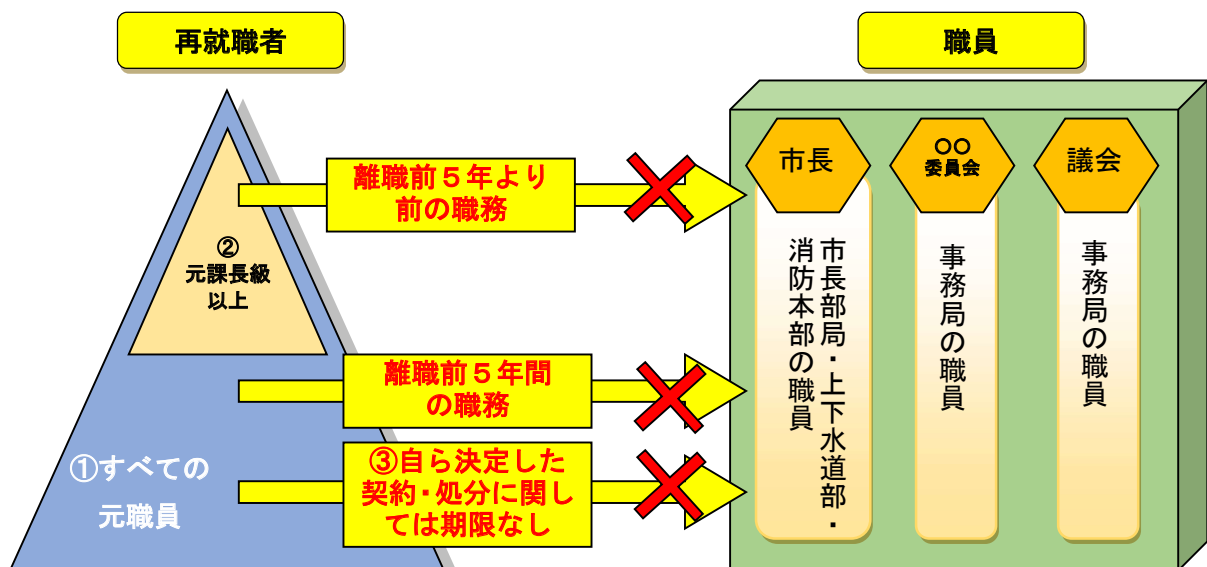 再就職者
職員
②
元課長級
以上
①すべての
元職員
離職前５年より
前の職務
離職前５年間
の職務
③自ら決定した
契約・処分に関し
ては期限なし
市長
市長部局・上下水道部・
消防本部の職員
○○
委員会
事務局の職員
議会
事務局の職員